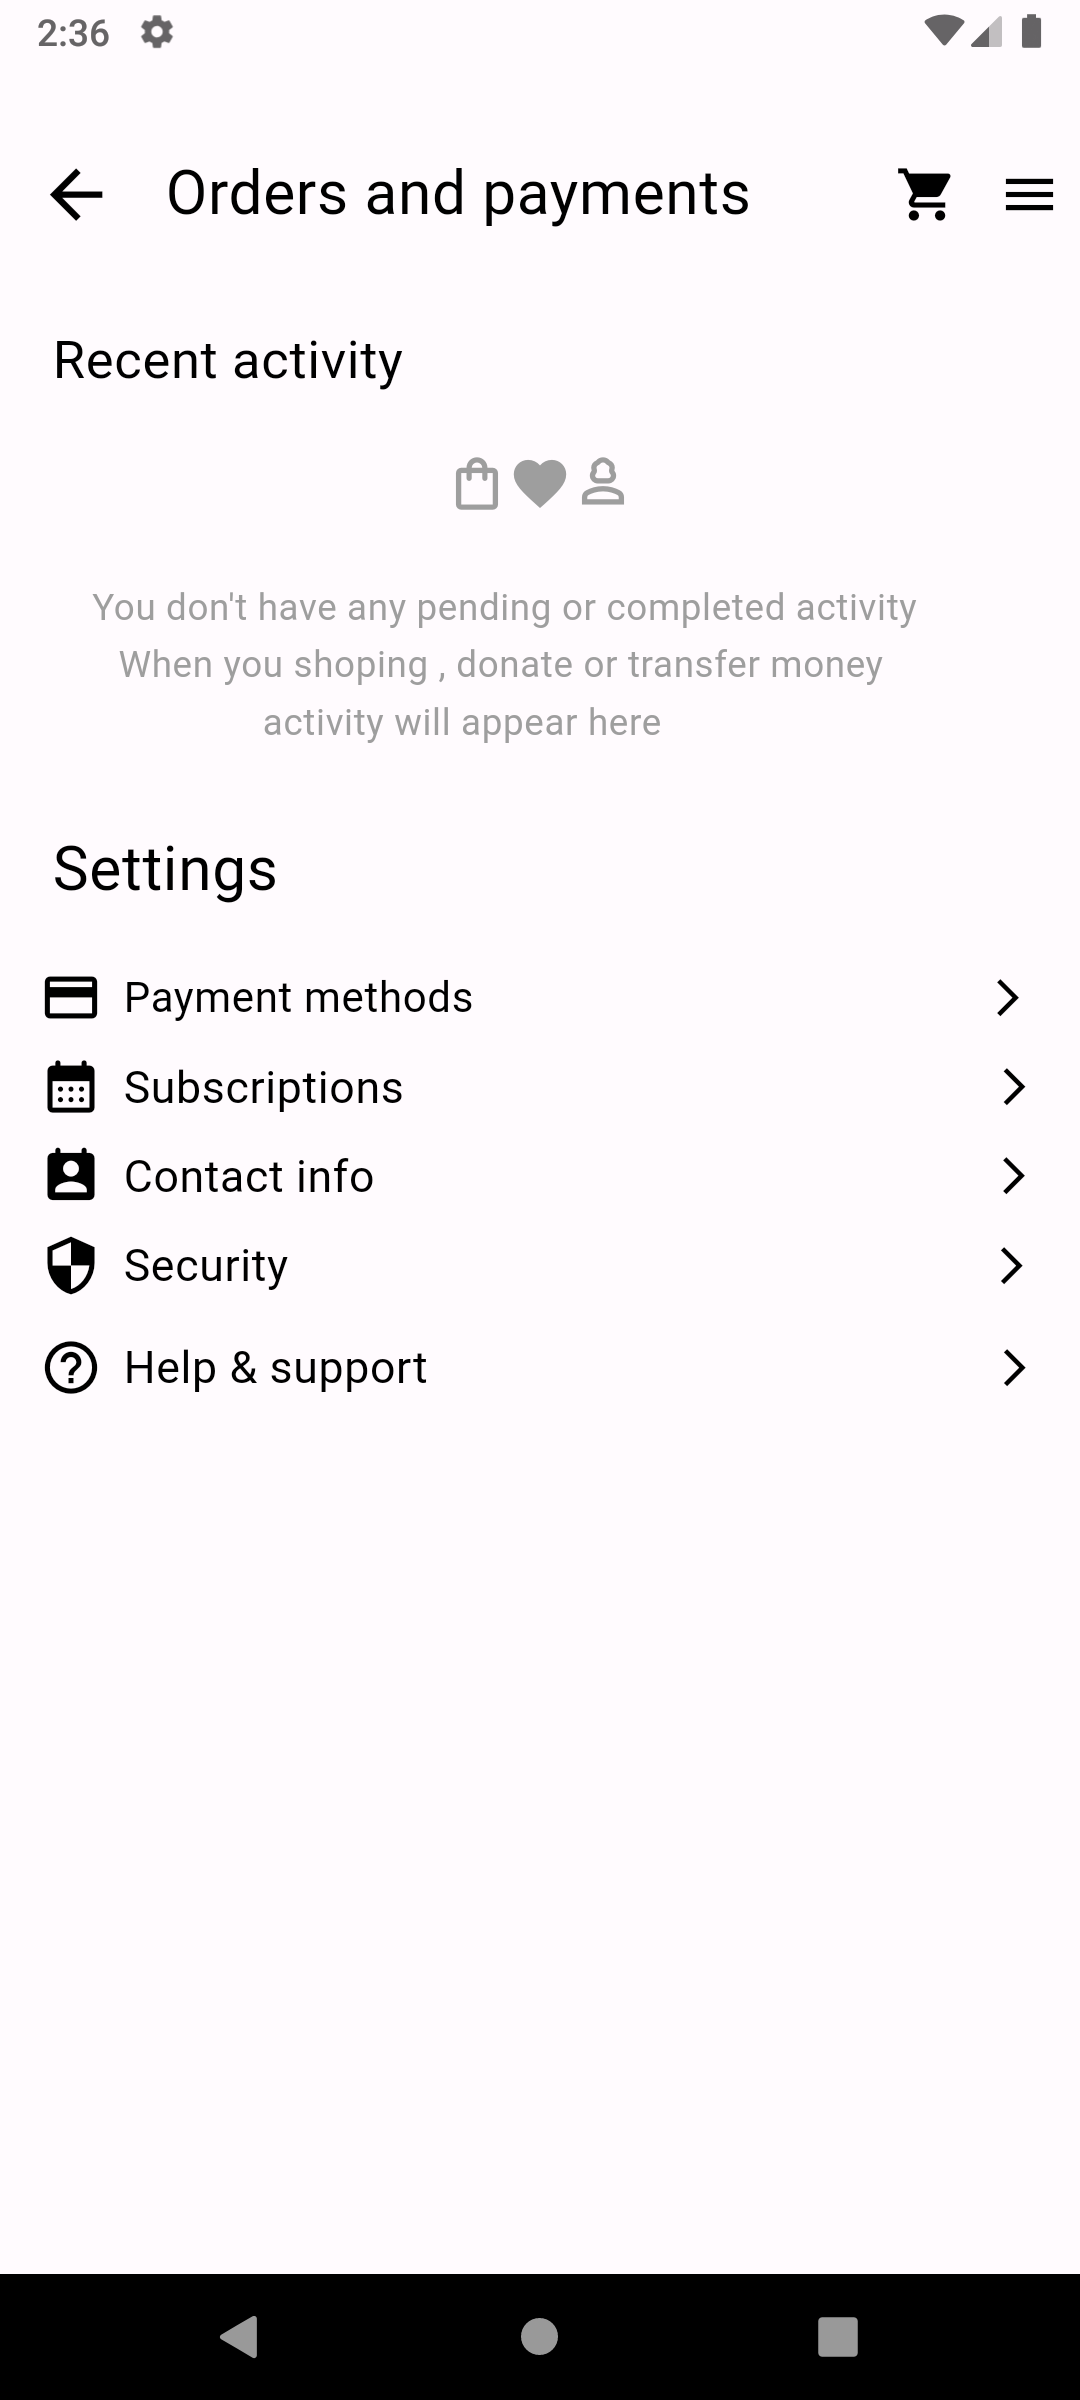 2:36
Orders and payments
Recent activity
You don't have any pending or completed activity
When you shoping , donate or transfer money
activity will appear here
Settings
Payment methods
Subscriptions
Contact info
Security
Help & support